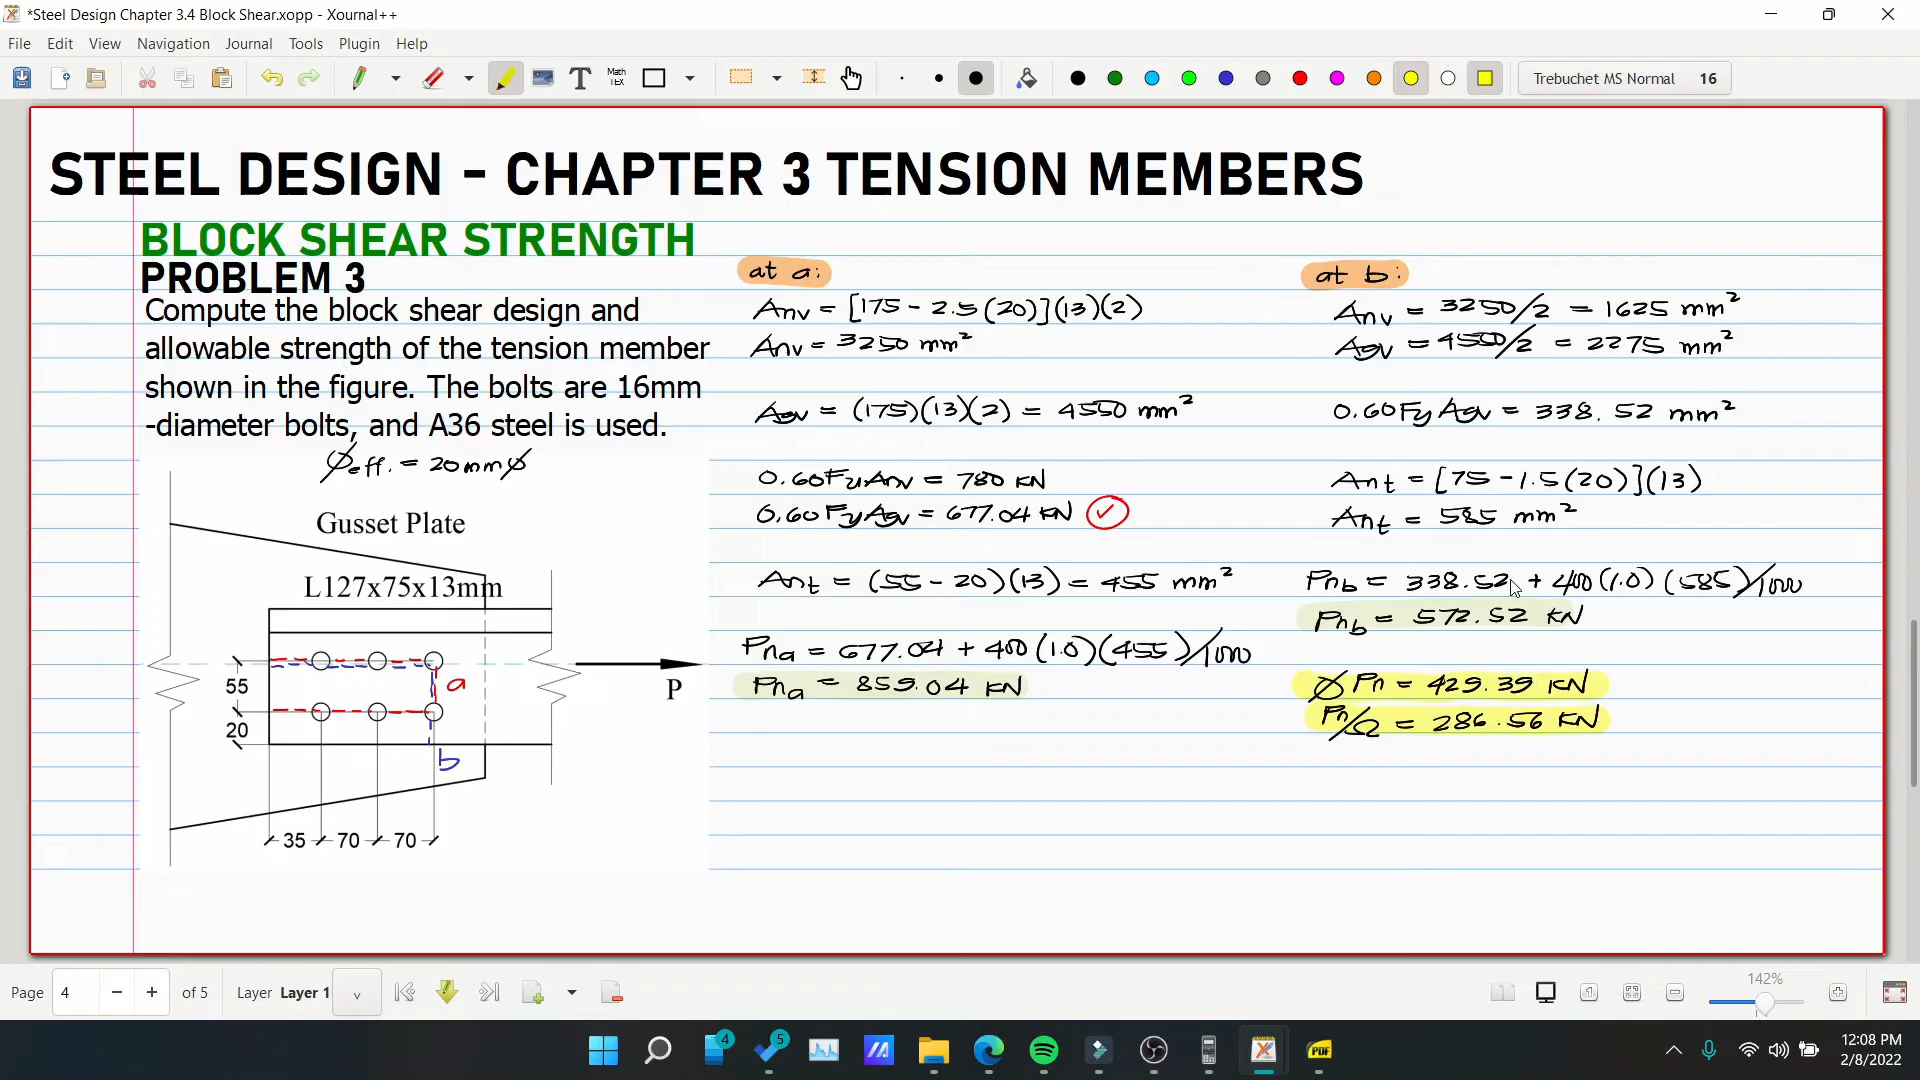 *Steel Design Chapter 3.4 Block Shear.xopp - Xournal++
File Edit View Navigation Journal Tools Plugin Help
Math TEX
Trebuchet MS Normal 16
STEEL DESIGN - CHAPTER 3 TENSION MEMBERS
BLOCK SHEAR STRENGTH
PROBLEM 3
Compute the block shear design and
allowable strength of the tension member
shown in the figure. The bolts are 16mm
-diameter bolts, and A36 steel is used.
Øeff. = 20mmØ
Gusset Plate
L127x75x13mm
55
20
a
b
P
35 70 70
at a:
Anv = [175 - 2.5(20)](13)(2)
Anv = 3250 mm²
Agv = (175)(13)(2) = 4550 mm²
0.60FuAnv = 780 KN
0.60FyAgv = 677.04 KN ✓
Ant = (55-20)(13) = 455 mm²
Pna = 677.04 + 400(1.0)(455)/1000
Pna = 859.04 KN
at b:
Anv = 3250/2 = 1625 mm²
Agv = 4550/2 = 2275 mm²
0.60FyAgv = 338.52 mm²
Ant = [75-1.5(20)](13)
Ant = 585 mm²
Pnb = 338.52 + 400(1.0)(585)/1000
Pnb = 572.52 KN
ØPn = 429.39 KN
Pn/Ω = 286.56 KN
Page 4 of 5 Layer Layer 1
142%
4
5
PDF
12:08 PM
2/8/2022